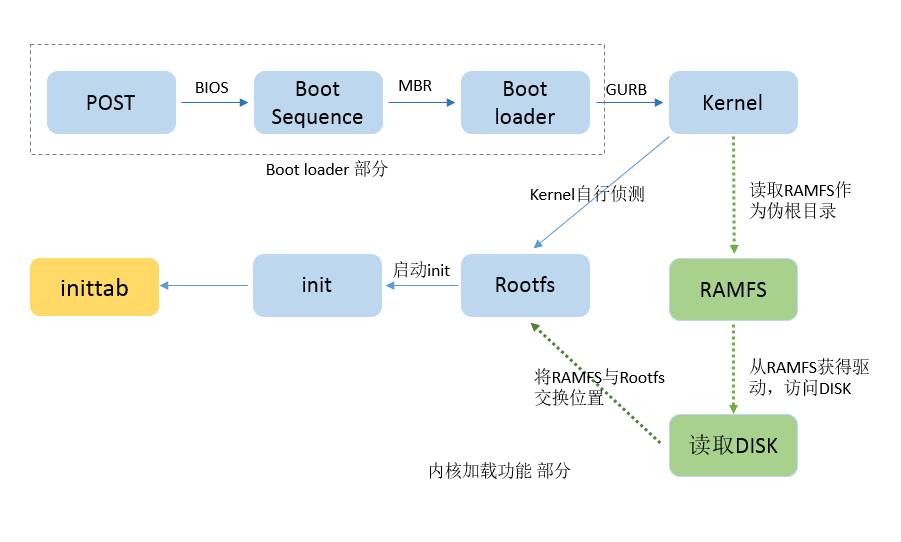 POST
BIOS
Boot
Sequence
MBR
Boot
loader
GURB
Kernel
Boot loader 部分
Kernel自行侦测
读取RAMFS作
为伪根目录
inittab
init
启动init
Rootfs
RAMFS
将RAMFS与Rootfs
交换位置
从RAMFS获得驱
动，访问DISK
读取DISK
内核加载功能 部分